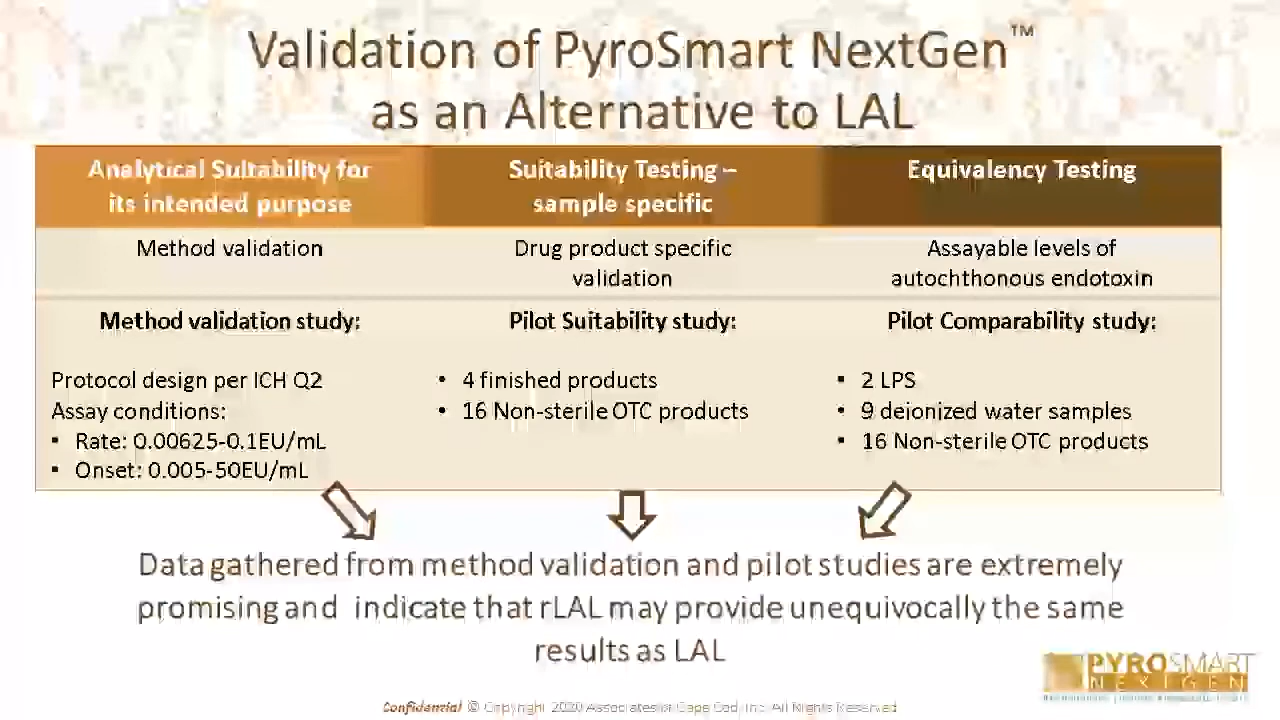 Validation of PyroSmart NextGen™
as an Alternative to LAL
Analytical Suitability for
its intended purpose
Suitability Testing –
sample specific
Equivalency Testing
Method validation
Drug product specific
validation
Assayable levels of
autochthonous endotoxin
Method validation study:
Protocol design per ICH Q2
Assay conditions:
▪ Rate: 0.00625-0.1EU/mL
▪ Onset: 0.005-50EU/mL
Pilot Suitability study:
• 4 finished products
• 16 Non-sterile OTC products
Pilot Comparability study:
▪ 2 LPS
▪ 9 deionized water samples
▪ 16 Non-sterile OTC products
Data gathered from method validation and pilot studies are extremely
promising and indicate that rLAL may provide unequivocally the same
results as LAL
PYROSMART
NEXTGEN
Confidential © Copyright 2020 Associates of Cape Cod, Inc. All Rights Reserved